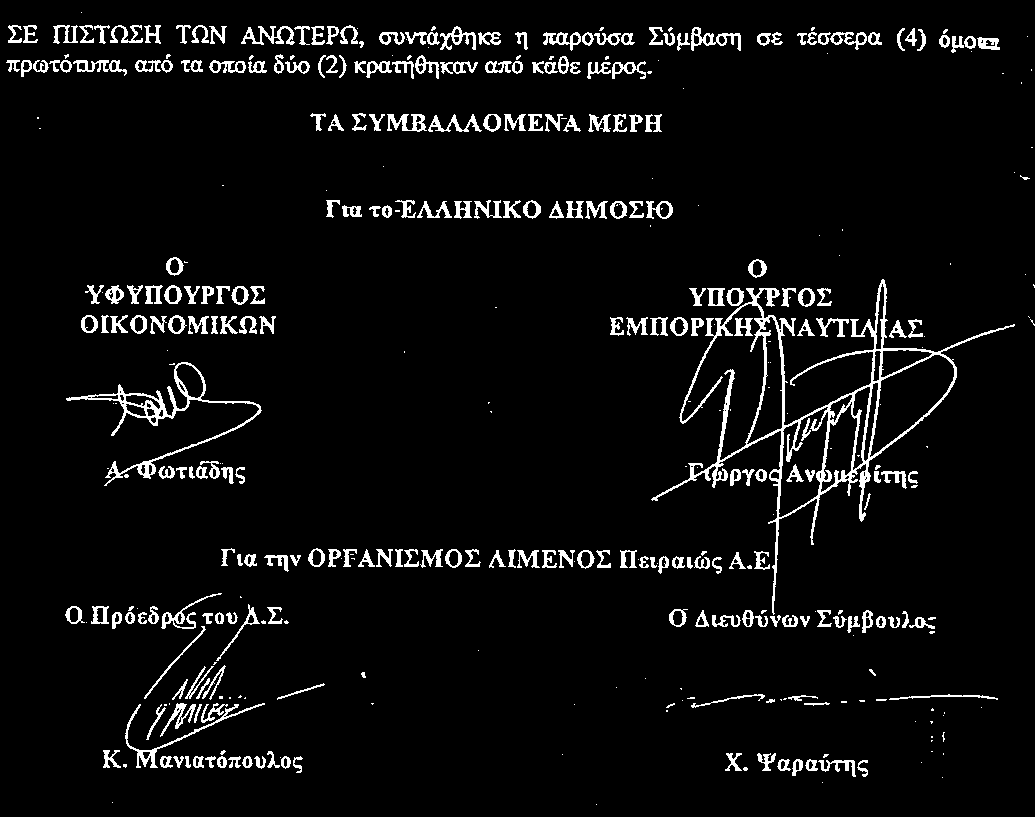 ΣΕ ΠΙΣΤΩΣΗ ΤΩΝ ΑΝΩΤΕΡΩ, συντάχθηκε η παρούσα Σύμβαση σε τέσσερα (4) όμοια
πρωτότυπα, από τα οποία δύο (2) κρατήθηκαν από κάθε μέρος.
ΤΑ ΣΥΜΒΑΛΛΟΜΕΝΑ ΜΕΡΗ
Για το ΕΛΛΗΝΙΚΟ ΔΗΜΟΣΙΟ
Ο
ΥΦΥΠΟΥΡΓΟΣ
ΟΙΚΟΝΟΜΙΚΩΝ
Α. Φωτιάδης
Ο
ΥΠΟΥΡΓΟΣ
ΕΜΠΟΡΙΚΗΣ ΝΑΥΤΙΛΙΑΣ
Γιώργος Ανωμερίτης
Για την ΟΡΓΑΝΙΣΜΟΣ ΛΙΜΕΝΟΣ Πειραιώς Α.Ε.
Ο Πρόεδρος του Δ.Σ.
Κ. Μανιατόπουλος
Ο Διευθύνων Σύμβουλος
Χ. Ψαραύτης